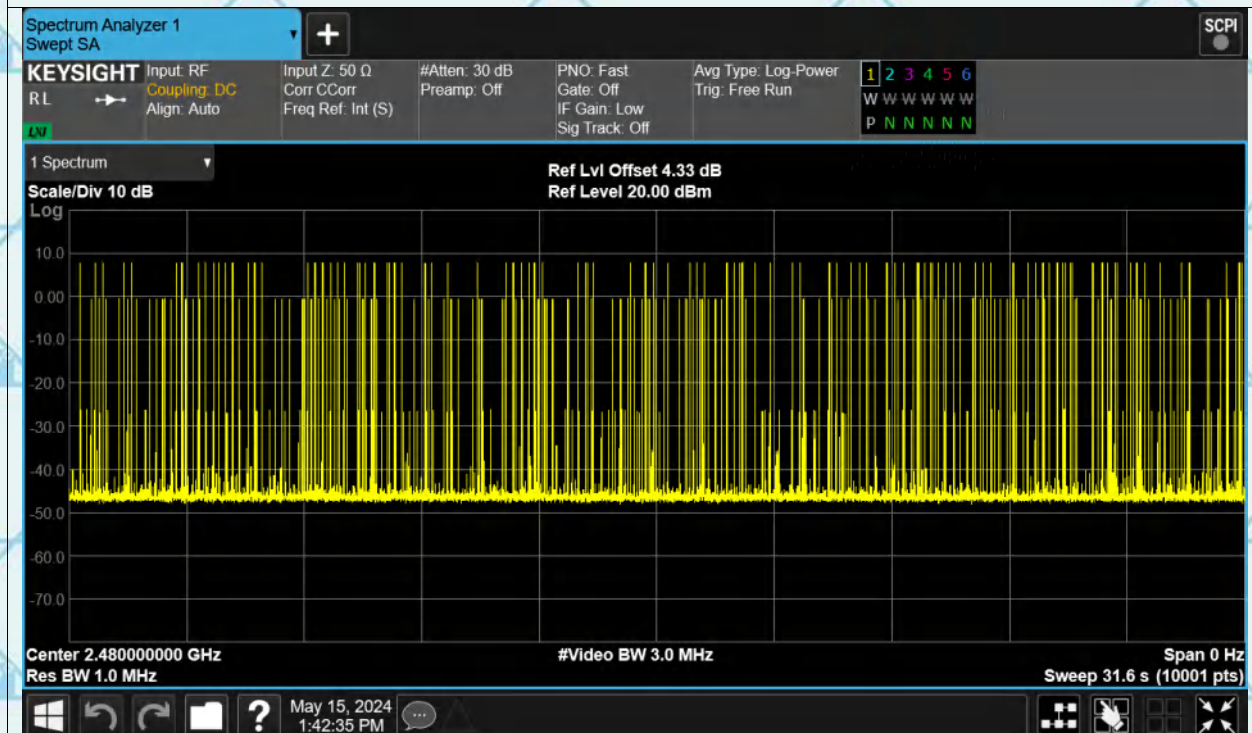 Spectrum Analyzer 1
Swept SA
+
SCPI
KEYSIGHT
RL
LXI
Input: RF
Coupling: DC
Align: Auto
Input Z: 50 Ω
Corr CCorr
Freq Ref: Int (S)
#Atten: 30 dB
Preamp: Off
PNO: Fast
Gate: Off
IF Gain: Low
Sig Track: Off
Avg Type: Log-Power
Trig: Free Run
1 2 3 4 5 6
W W W W W W
P N N N N N
1 Spectrum
Scale/Div 10 dB
Ref Lvl Offset 4.33 dB
Ref Level 20.00 dBm
Log
10.0
0.00
-10.0
-20.0
-30.0
-40.0
-50.0
-60.0
-70.0
Center 2.480000000 GHz
#Video BW 3.0 MHz
Span 0 Hz
Res BW 1.0 MHz
Sweep 31.6 s (10001 pts)
?
May 15, 2024
1:42:35 PM